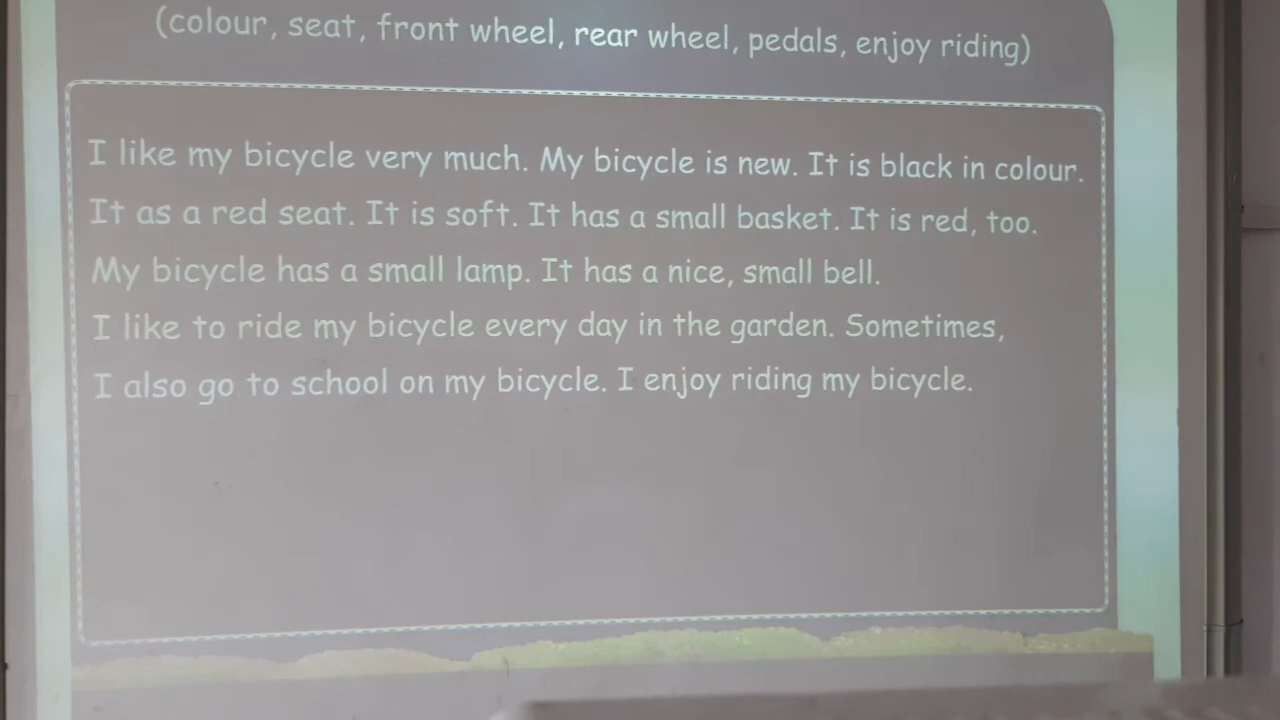 (colour, seat, front wheel, rear wheel, pedals, enjoy riding)
I like my bicycle very much. My bicycle is new. It is black in colour.
It as a red seat. It is soft. It has a small basket. It is red, too.
My bicycle has a small lamp. It has a nice, small bell.
I like to ride my bicycle every day in the garden. Sometimes,
I also go to school on my bicycle. I enjoy riding my bicycle.